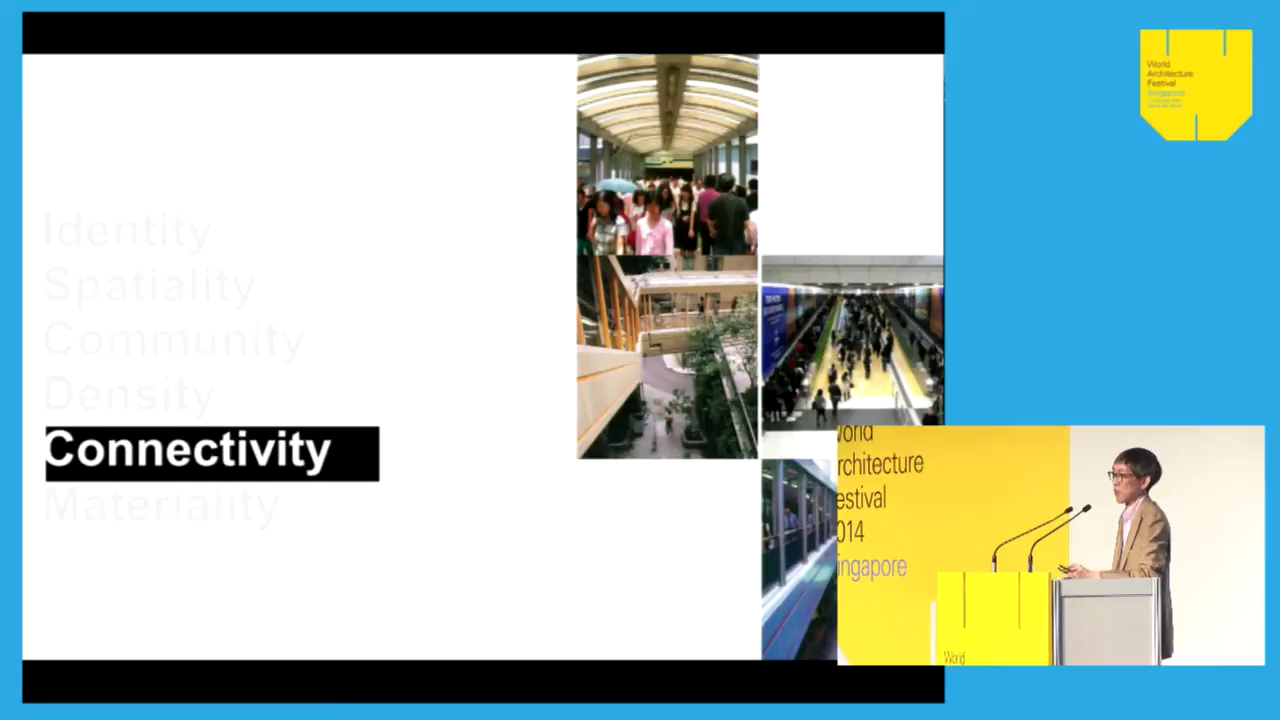 Identity
Spatiality
Community
Density
Connectivity
Materiality
World
Architecture
Festival
Singapore
orld
rchitecture
estival
014
ingapore
World